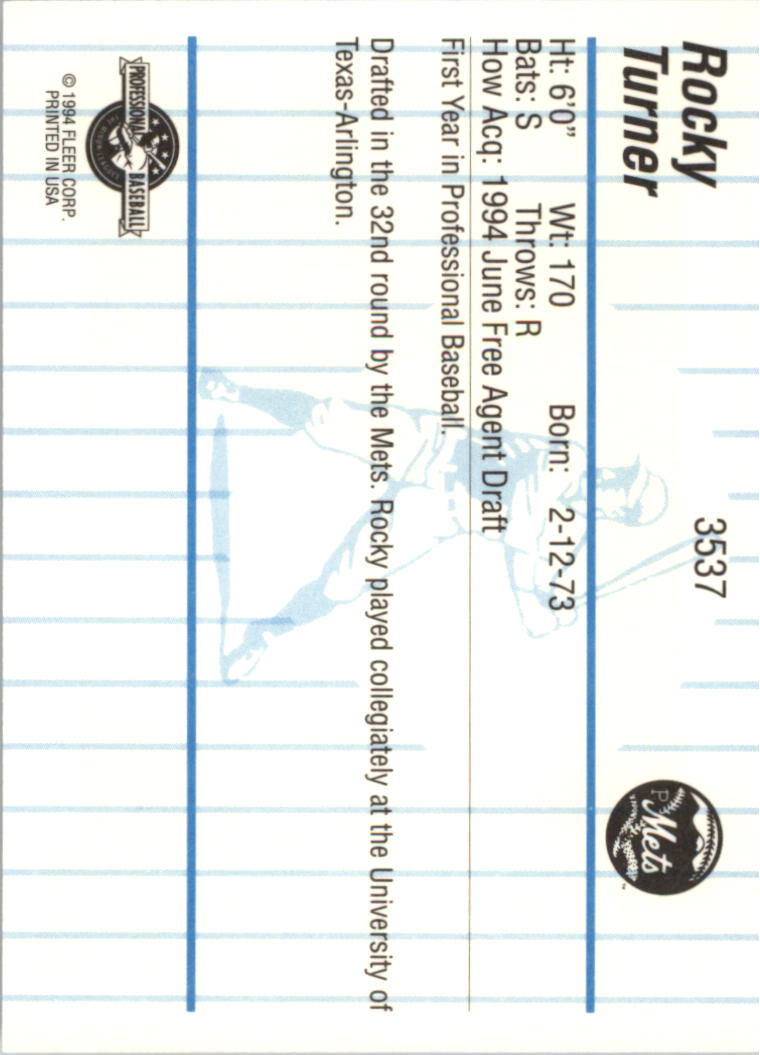 Rocky
Turner
3537
P
Mets
™
Ht: 6'0" Wt: 170 Born: 2-12-73
Bats: S Throws: R
How Acq: 1994 June Free Agent Draft
First Year in Professional Baseball.
Drafted in the 32nd round by the Mets. Rocky played collegiately at the University of
Texas-Arlington.
PROFESSIONAL BASEBALL
© 1994 FLEER CORP.
PRINTED IN USA